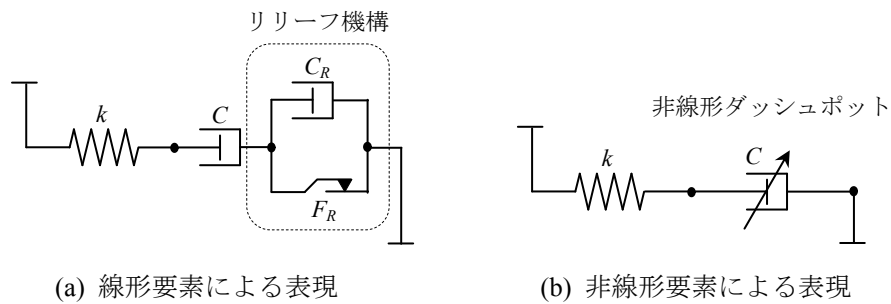 リリーフ機構
C_R
k
C
F_R
(a) 線形要素による表現
非線形ダッシュポット
k
C
(b) 非線形要素による表現